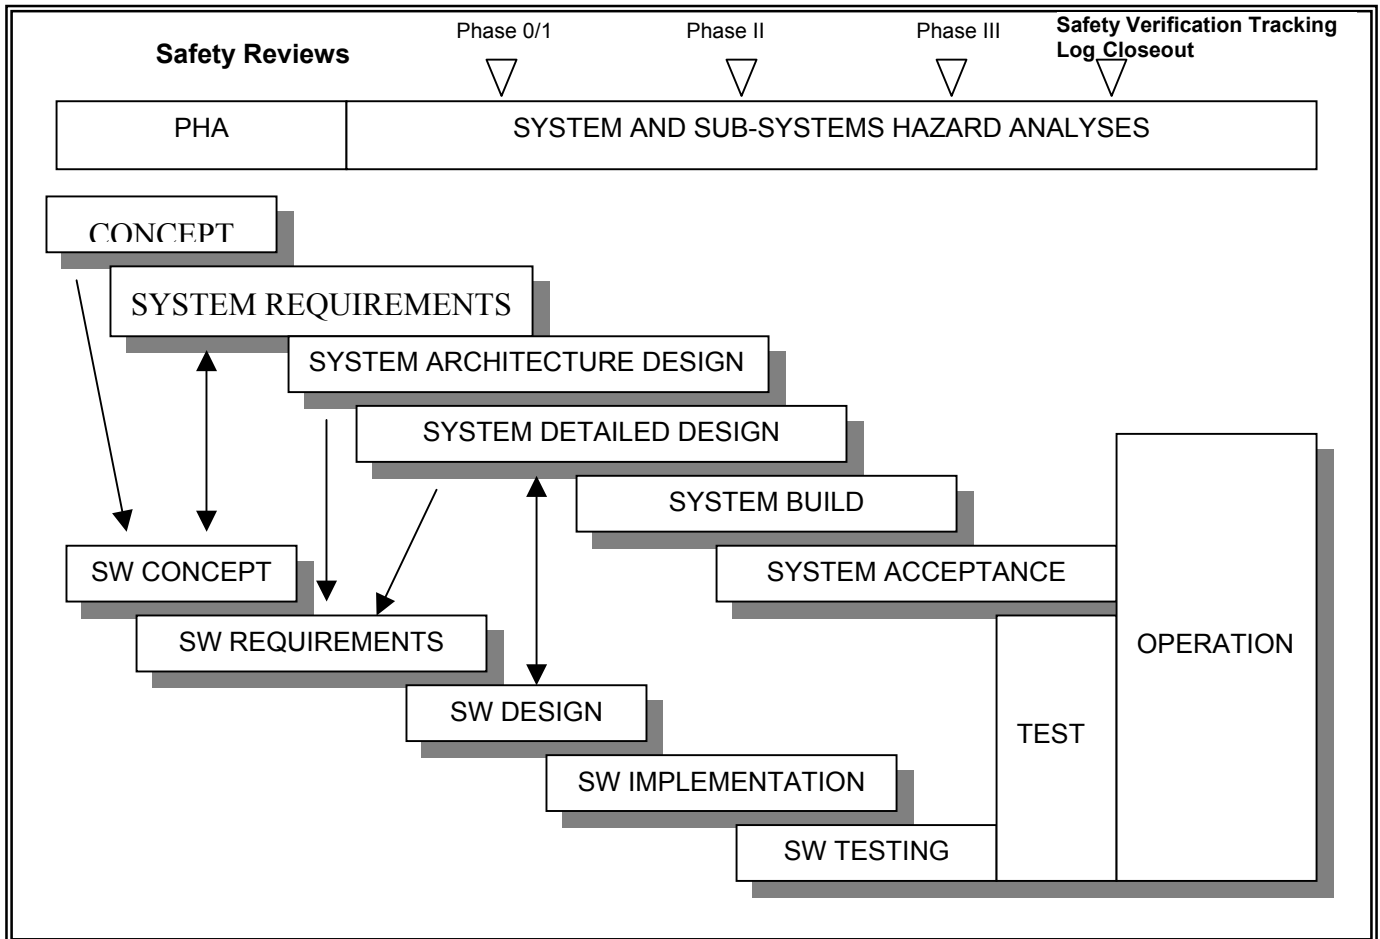 Safety Reviews
Phase 0/1
Phase II
Phase III
Safety Verification Tracking
Log Closeout
PHA
SYSTEM AND SUB-SYSTEMS HAZARD ANALYSES
CONCEPT
SYSTEM REQUIREMENTS
SYSTEM ARCHITECTURE DESIGN
SYSTEM DETAILED DESIGN
SYSTEM BUILD
SW CONCEPT
SYSTEM ACCEPTANCE
SW REQUIREMENTS
OPERATION
SW DESIGN
TEST
SW IMPLEMENTATION
SW TESTING